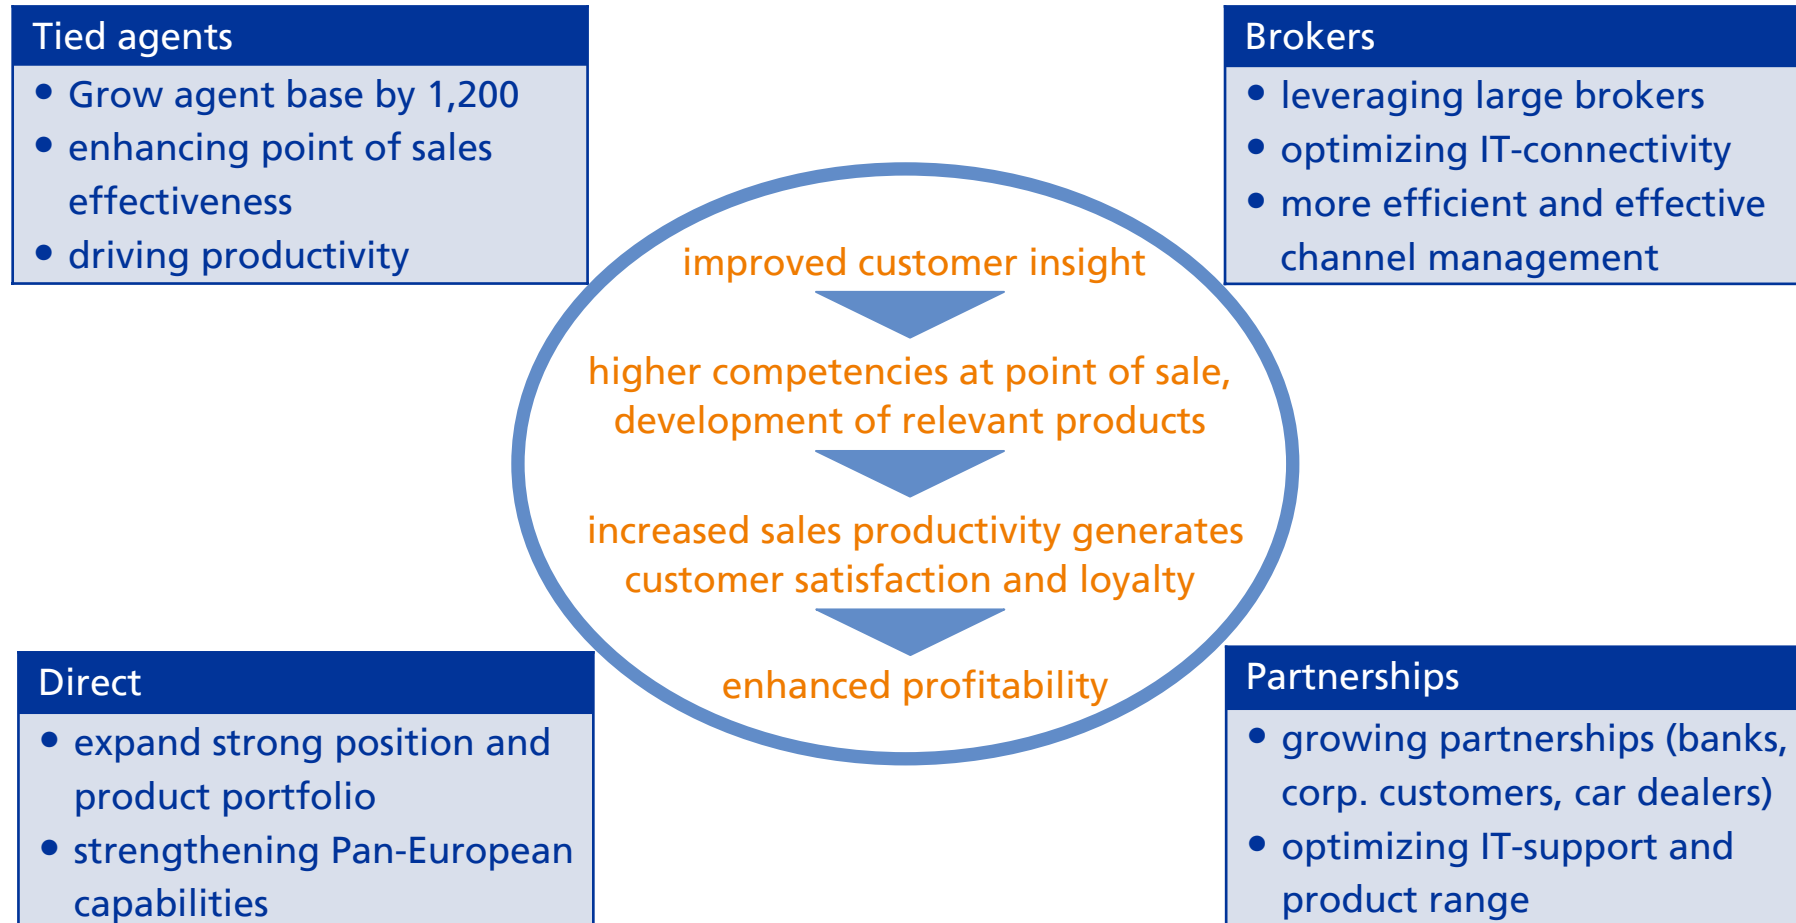 Tied agents
• Grow agent base by 1,200
• enhancing point of sales
effectiveness
• driving productivity
Brokers
• leveraging large brokers
• optimizing IT-connectivity
• more efficient and effective
channel management
improved customer insight
higher competencies at point of sale,
development of relevant products
increased sales productivity generates
customer satisfaction and loyalty
enhanced profitability
Direct
• expand strong position and
product portfolio
• strengthening Pan-European
capabilities
Partnerships
• growing partnerships (banks,
corp. customers, car dealers)
• optimizing IT-support and
product range